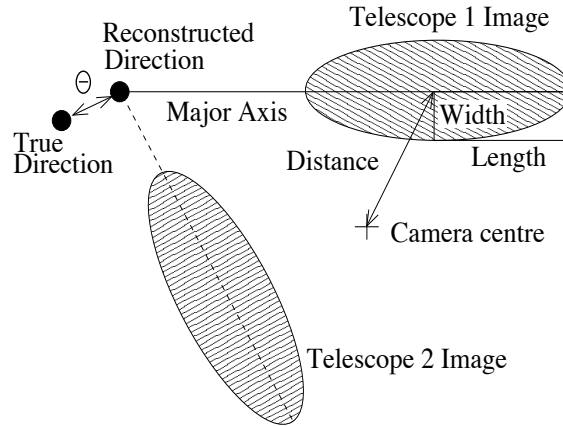 Telescope 1 Image
Reconstructed
Direction
Θ
Major Axis
Width
True
Direction
Distance
Length
Camera centre
Telescope 2 Image